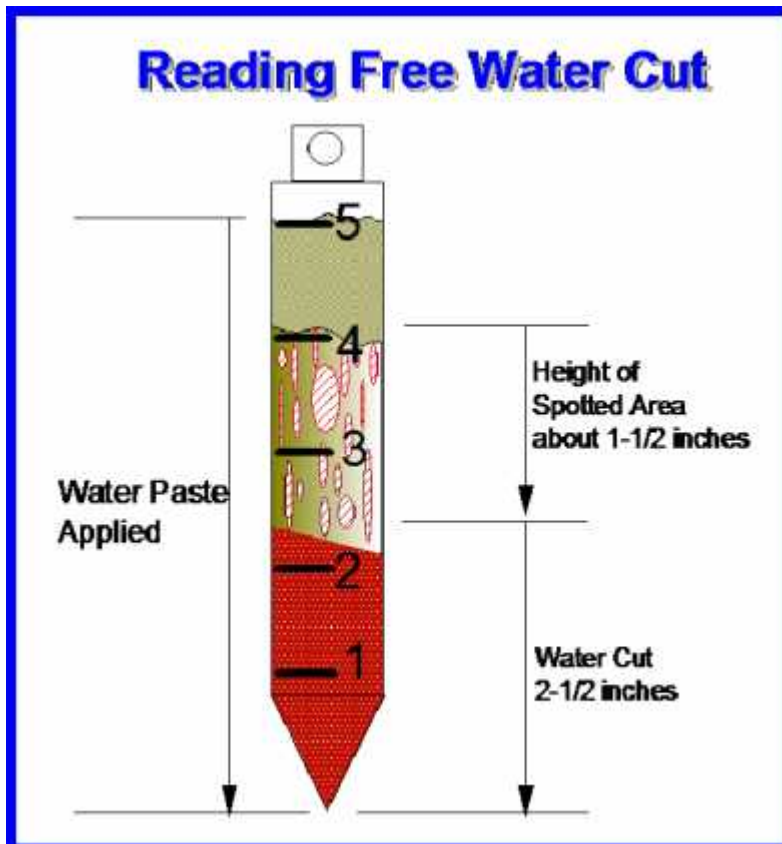 Reading Free Water Cut
5
4
3
2
1
Water Paste
Applied
Height of
Spotted Area
about 1-1/2 inches
Water Cut
2-1/2 inches